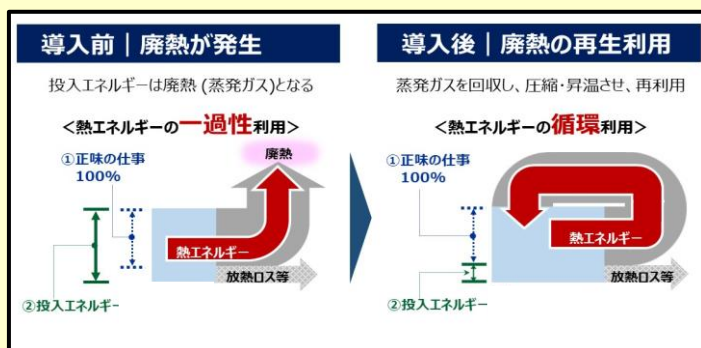 導入前｜廃熱が発生
投入エネルギーは廃熱 (蒸発ガス)となる
<熱エネルギーの一過性利用>
廃熱
①正味の仕事
100%
熱エネルギー
放熱ロス等
②投入エネルギー
導入後｜廃熱の再生利用
蒸発ガスを回収し、圧縮・昇温させ、再利用
<熱エネルギーの循環利用>
①正味の仕事
100%
熱エネルギー
放熱ロス等
②投入エネルギー